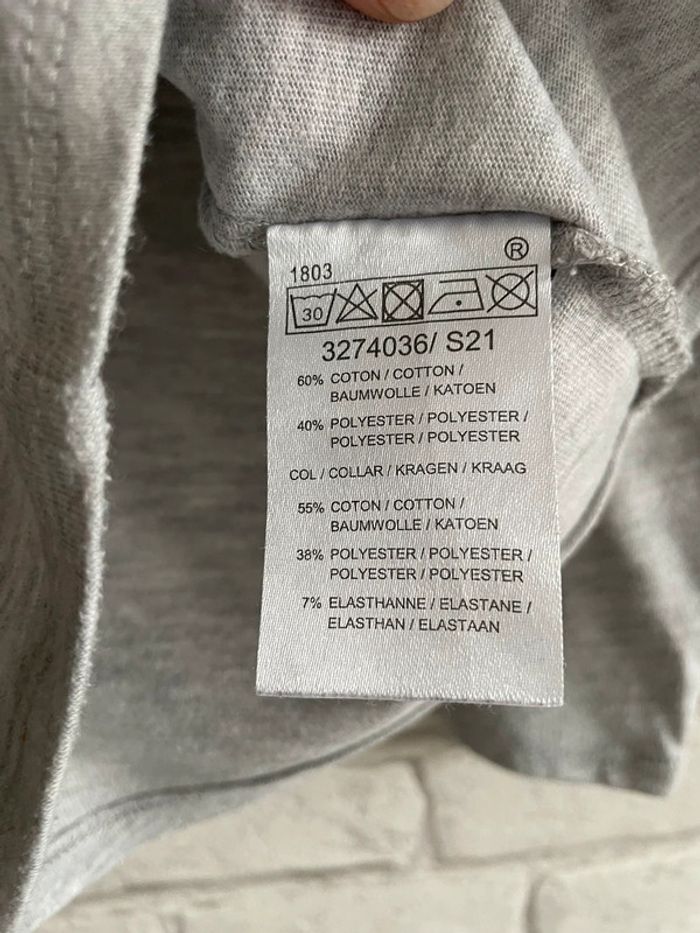 1803 ®
30
3274036/ S21
60% COTON / COTTON /
BAUMWOLLE / KATOEN
40% POLYESTER / POLYESTER /
POLYESTER / POLYESTER
COL / COLLAR / KRAGEN / KRAAG
55% COTON / COTTON /
BAUMWOLLE / KATOEN
38% POLYESTER / POLYESTER /
POLYESTER / POLYESTER
7% ELASTHANNE / ELASTANE /
ELASTHAN / ELASTAAN